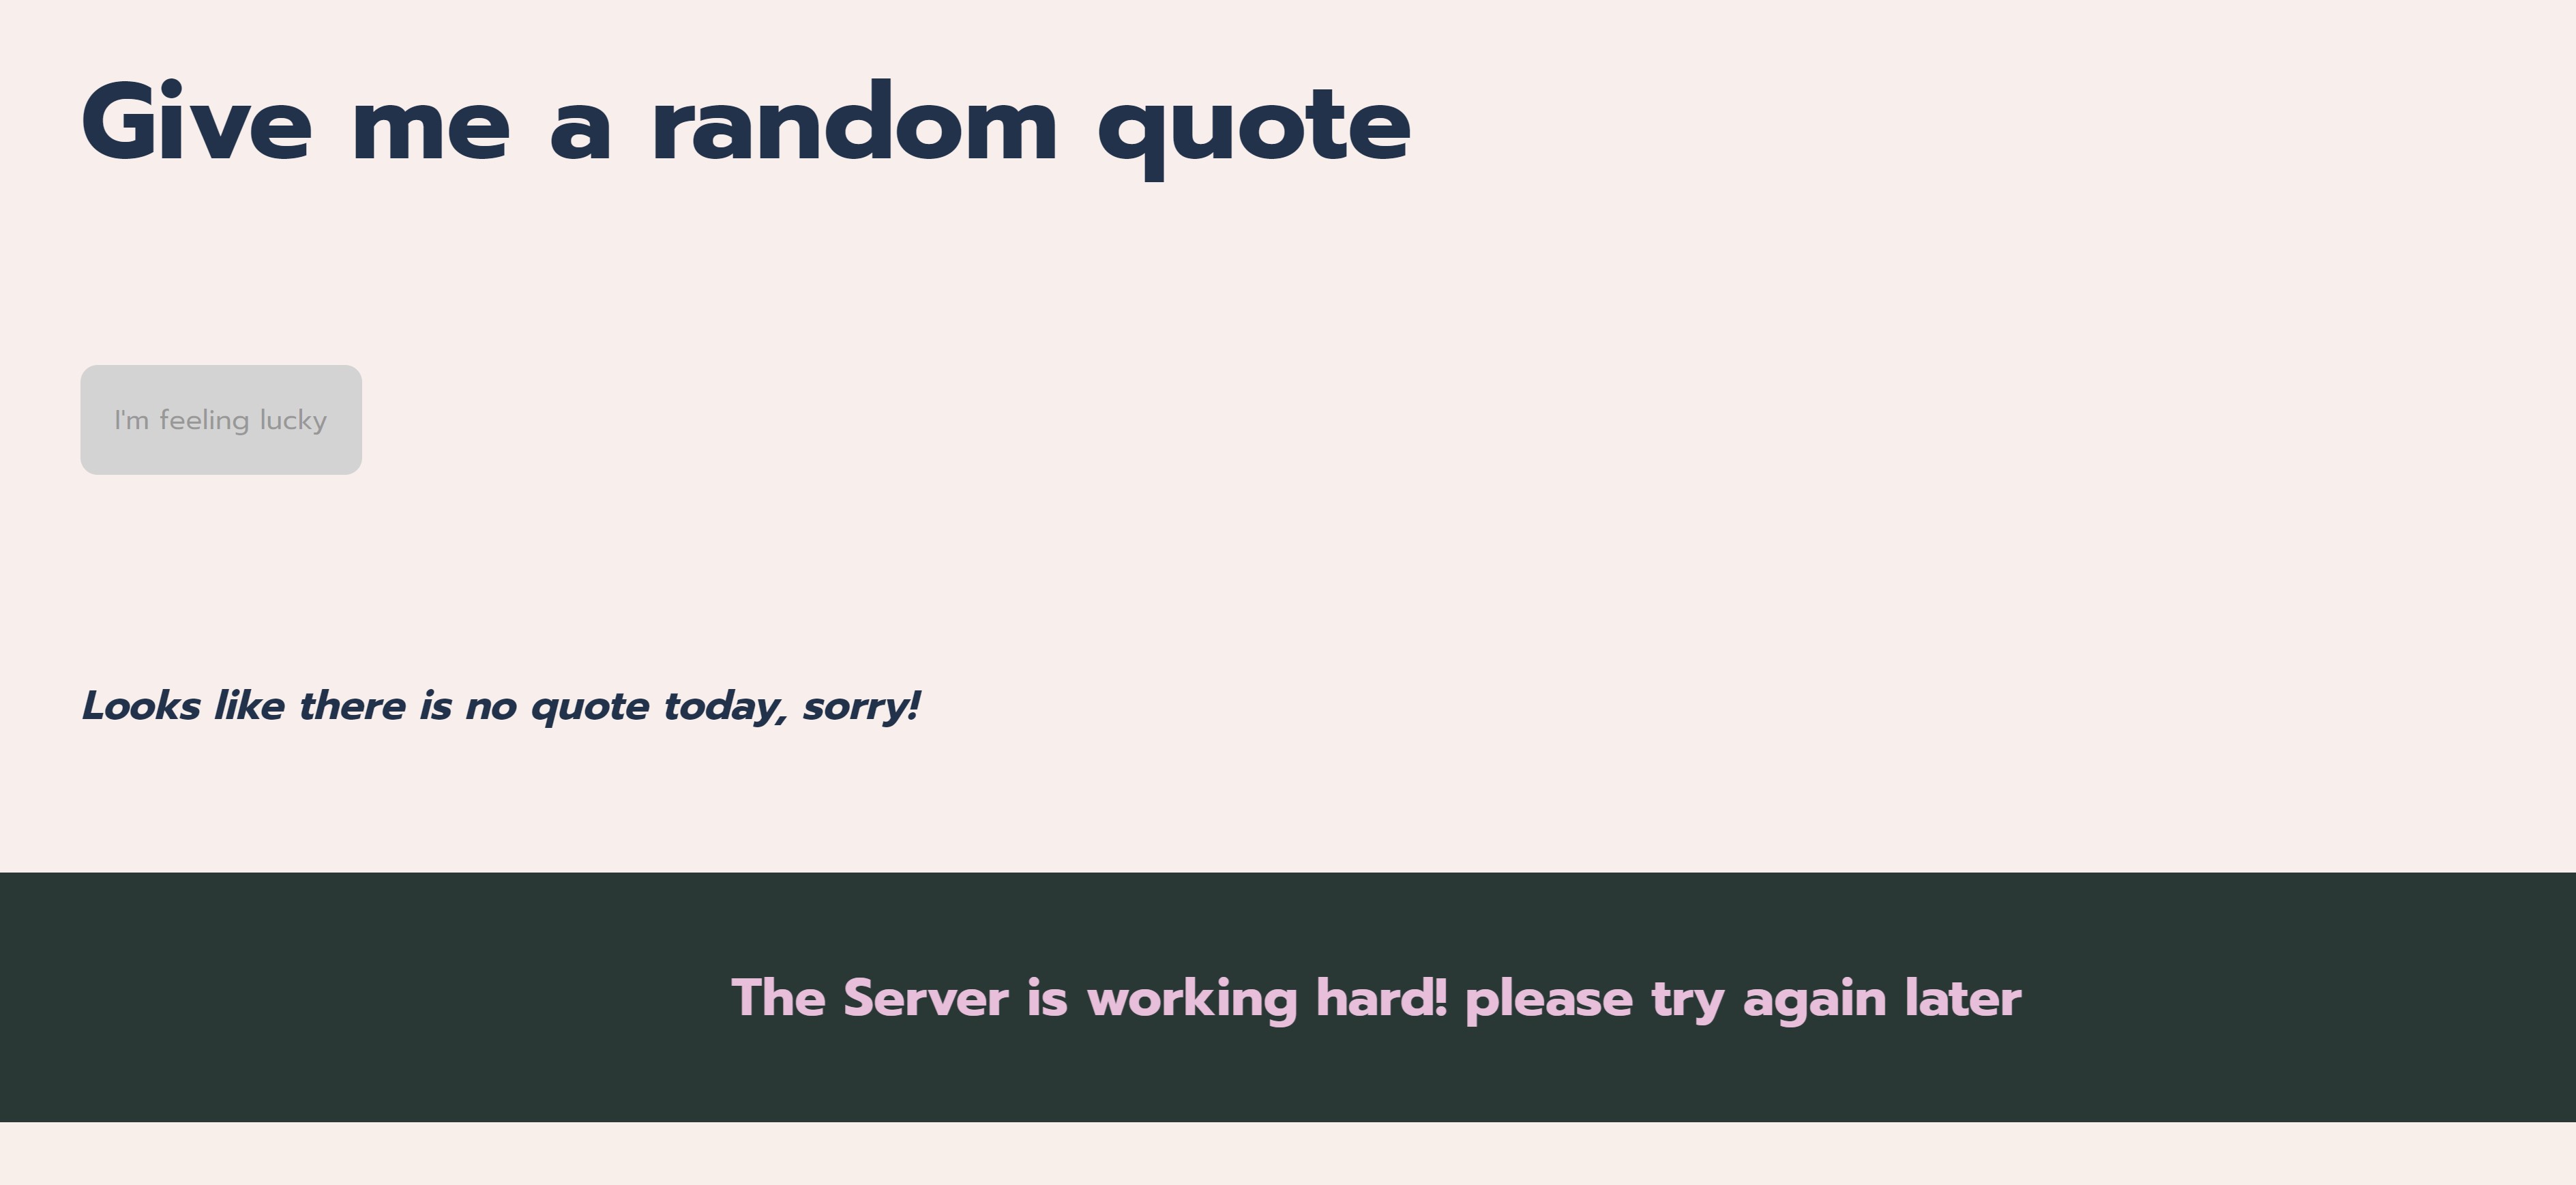 Give me a random quote
I'm feeling lucky
Looks like there is no quote today, sorry!
The Server is working hard! please try again later